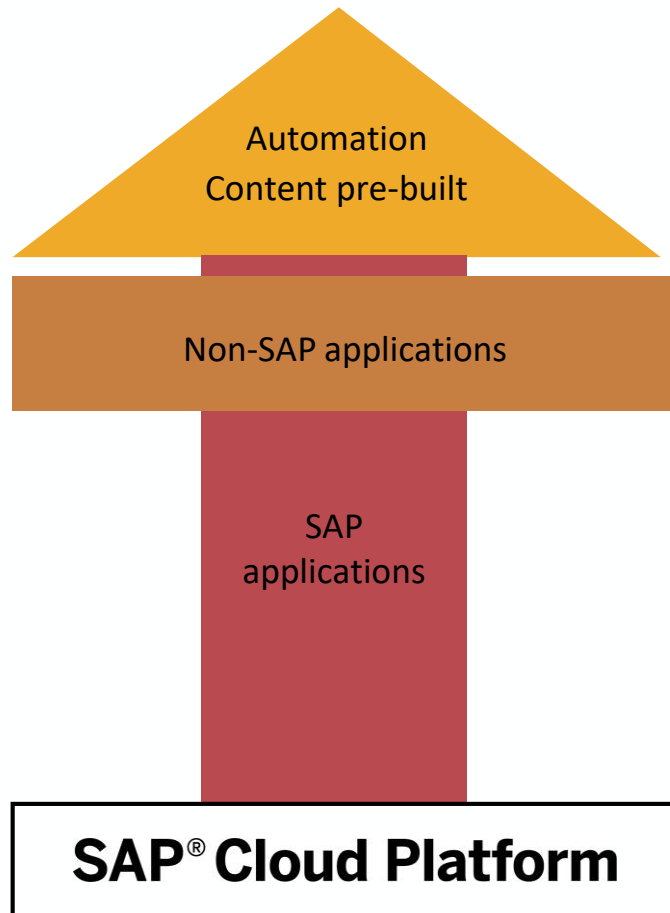 Automation
Content pre-built
Non-SAP applications
SAP
applications
SAP® Cloud Platform